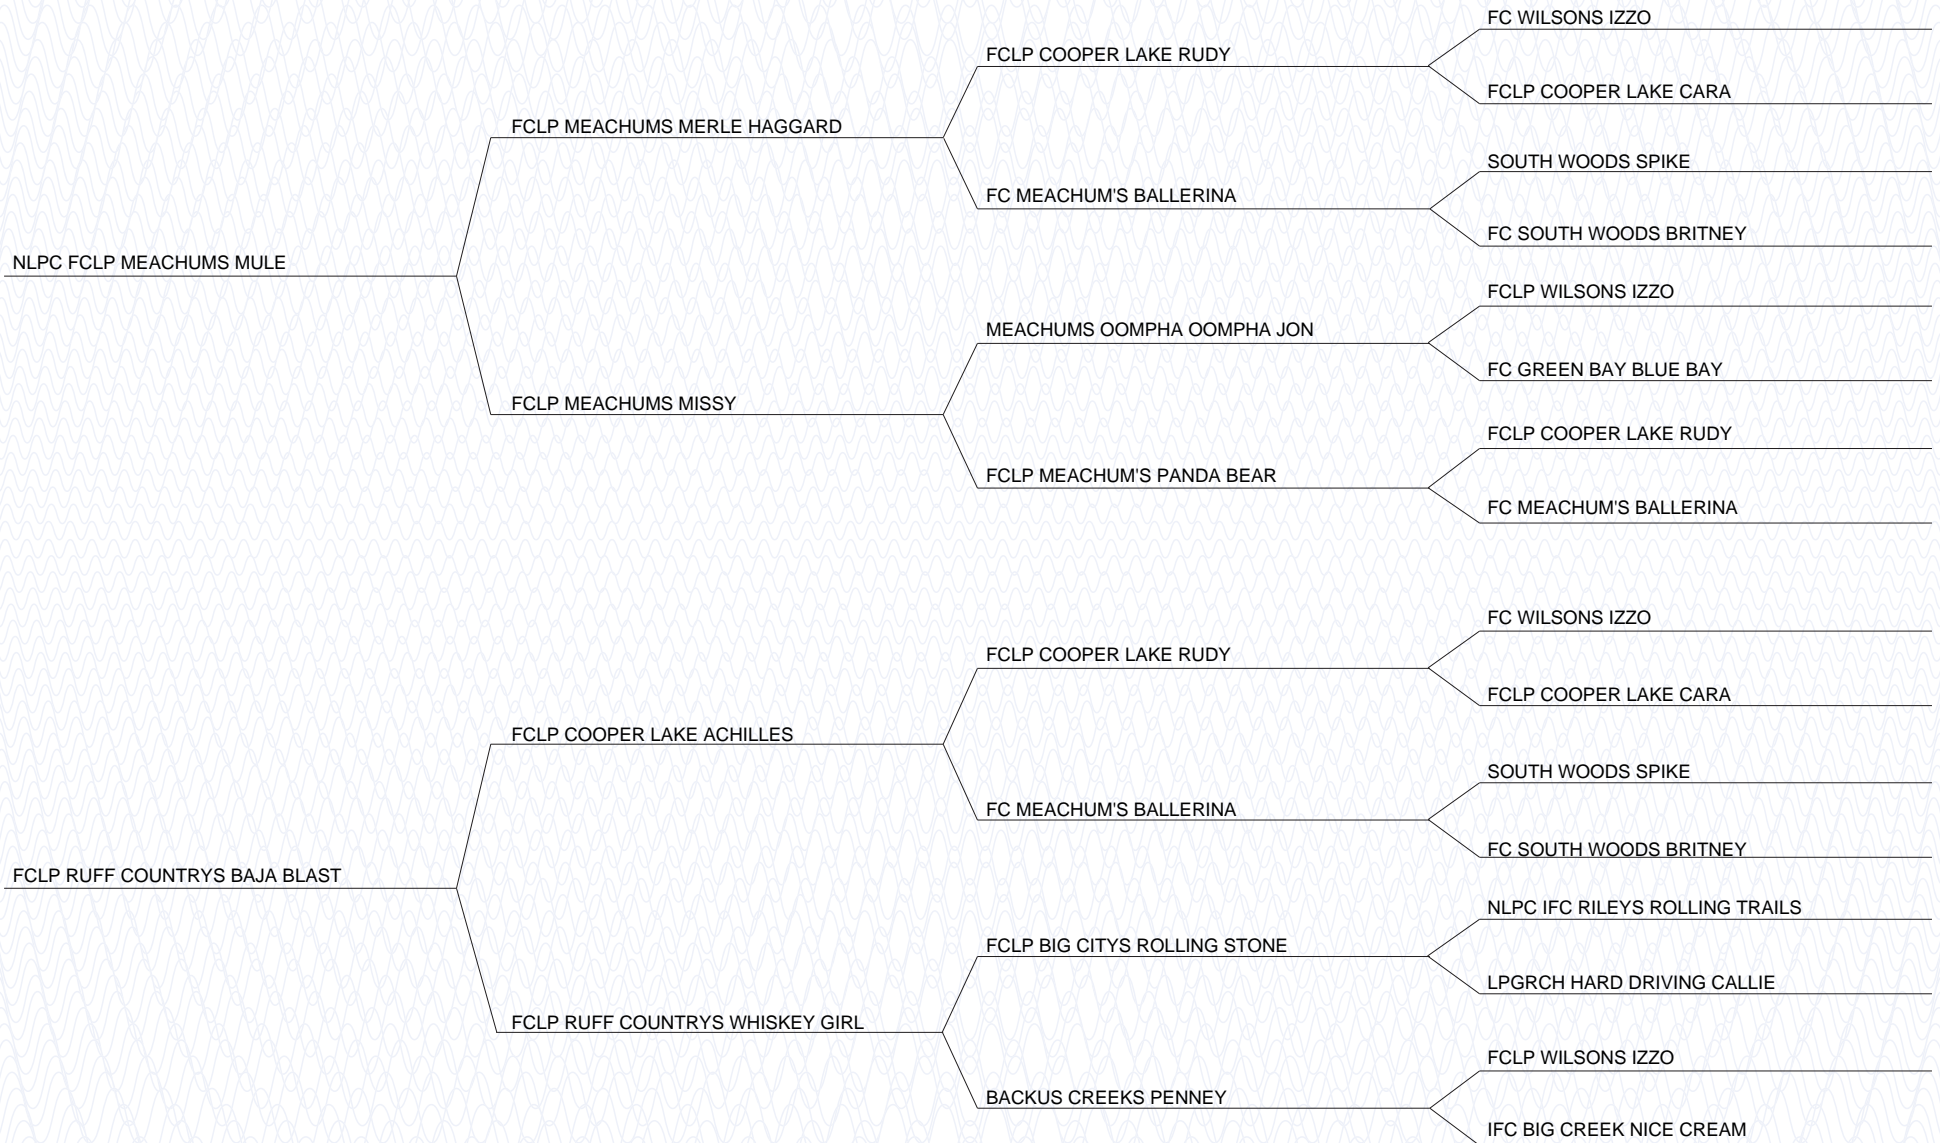 FC WILSONS IZZO
FCLP COOPER LAKE RUDY
FCLP COOPER LAKE CARA
FCLP MEACHUMS MERLE HAGGARD
SOUTH WOODS SPIKE
FC MEACHUM'S BALLERINA
FC SOUTH WOODS BRITNEY
NLPC FCLP MEACHUMS MULE
FCLP WILSONS IZZO
MEACHUMS OOMPHA OOMPHA JON
FC GREEN BAY BLUE BAY
FCLP MEACHUMS MISSY
FCLP COOPER LAKE RUDY
FCLP MEACHUM'S PANDA BEAR
FC MEACHUM'S BALLERINA
FC WILSONS IZZO
FCLP COOPER LAKE RUDY
FCLP COOPER LAKE CARA
FCLP COOPER LAKE ACHILLES
SOUTH WOODS SPIKE
FC MEACHUM'S BALLERINA
FC SOUTH WOODS BRITNEY
FCLP RUFF COUNTRYS BAJA BLAST
NLPC IFC RILEYS ROLLING TRAILS
FCLP BIG CITYS ROLLING STONE
LPGRCH HARD DRIVING CALLIE
FCLP RUFF COUNTRYS WHISKEY GIRL
FCLP WILSONS IZZO
BACKUS CREEKS PENNEY
IFC BIG CREEK NICE CREAM